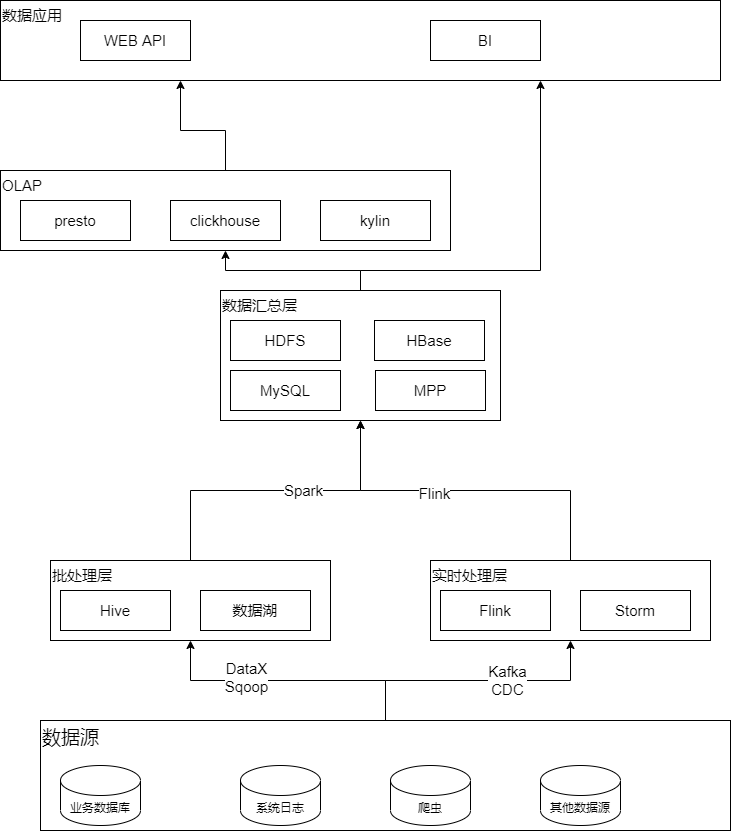 数据应用
WEB API
BI
OLAP
presto
clickhouse
kylin
数据汇总层
HDFS
HBase
MySQL
MPP
Spark
Flink
批处理层
Hive
数据湖
实时处理层
Flink
Storm
DataX
Sqoop
Kafka
CDC
数据源
业务数据库
系统日志
爬虫
其他数据源